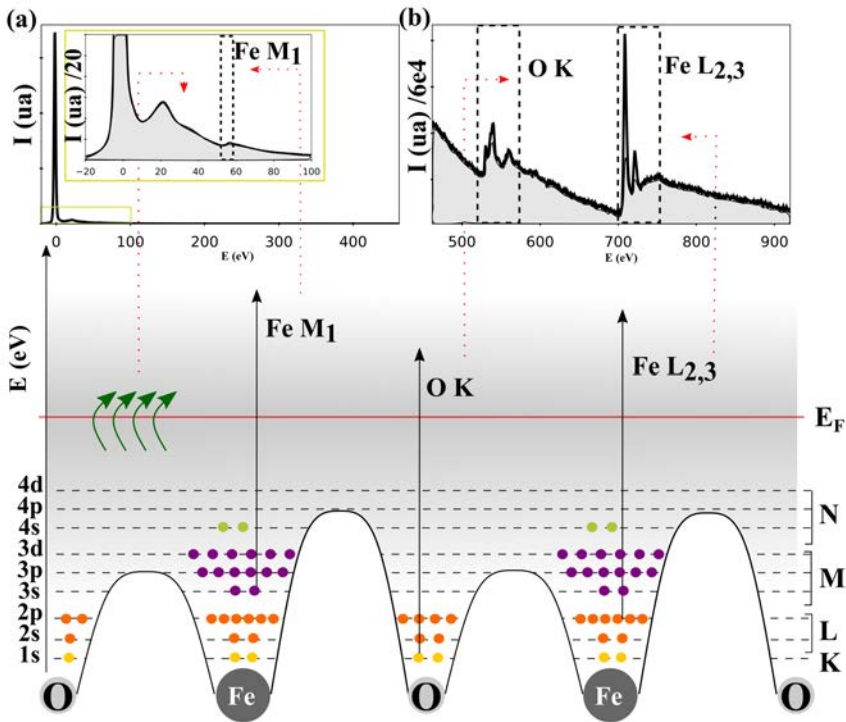 (a)
(b)
I (ua)
I (ua) /20
Fe M1
-20 0 20 40 60 80 100
0 100 200 300 400
E (eV)
I (ua) /6e4
O K
Fe L2,3
500 600 700 800 900
E (eV)
E (eV)
Fe M1
O K
Fe L2,3
EF
4d
4p
4s
N
3d
3p
3s
M
2p
2s
L
1s
K
O
Fe
O
Fe
O